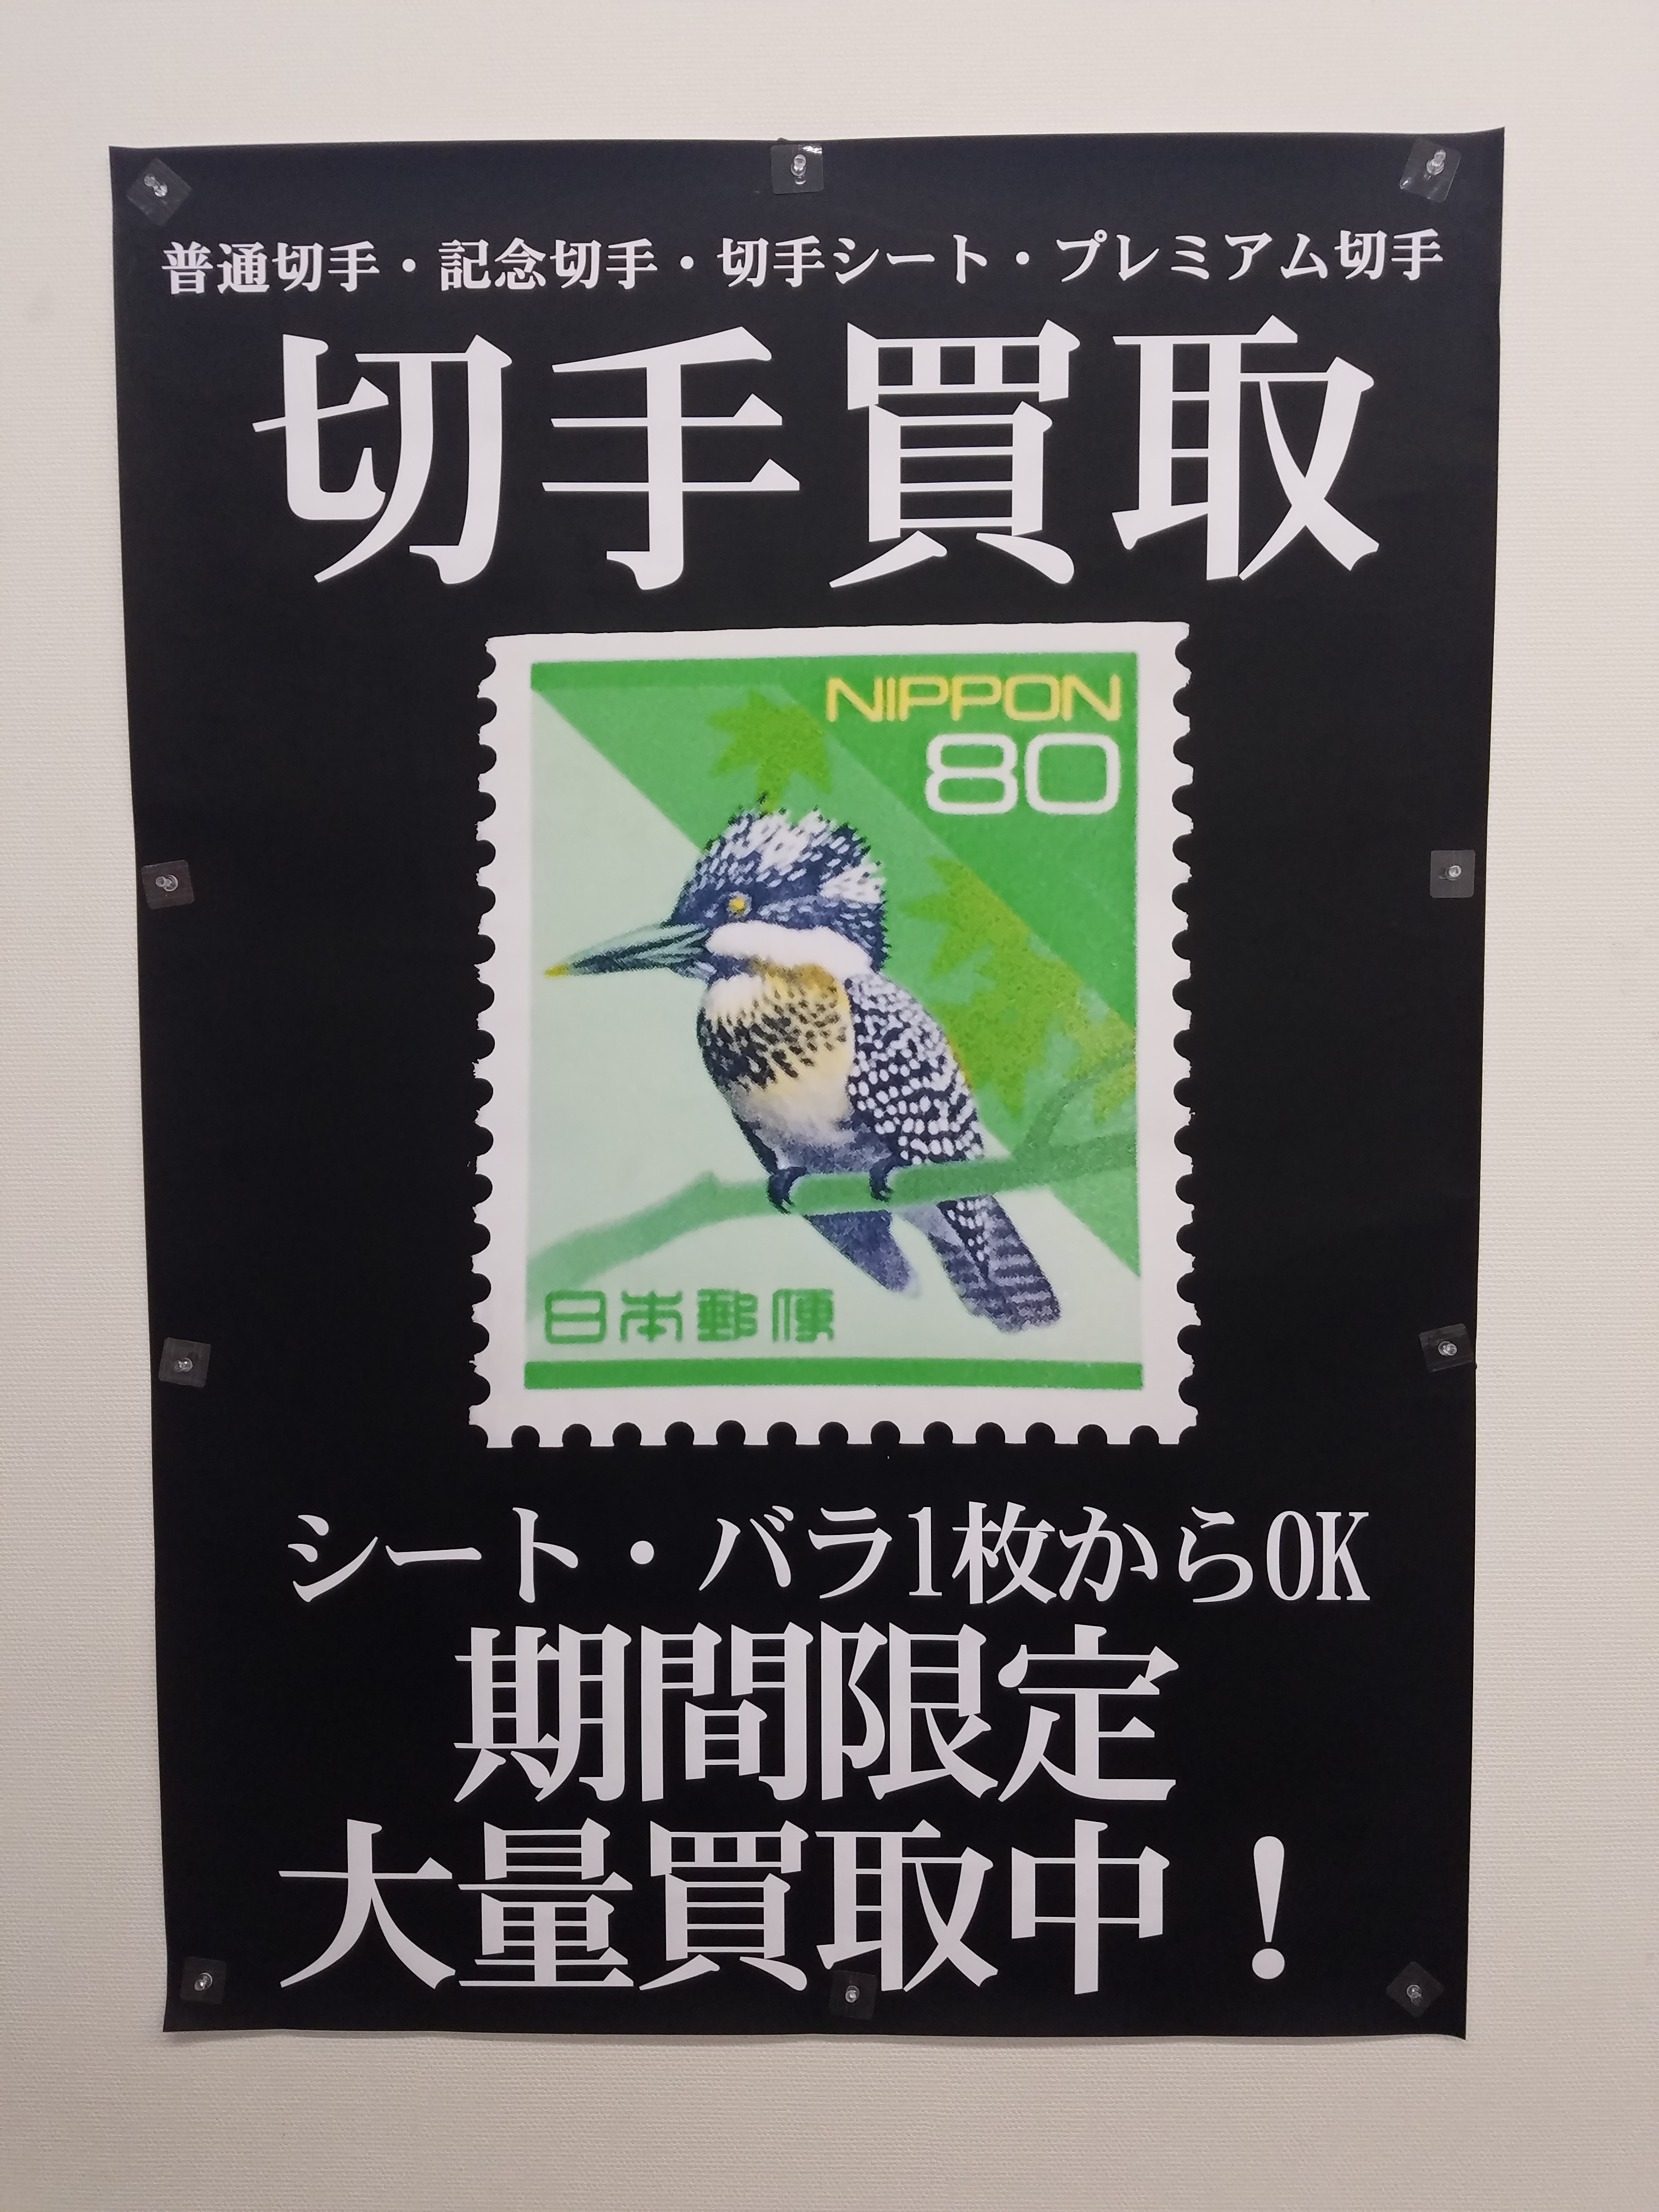 普通切手・記念切手・切手シート・プレミアム切手
切手買取
NIPPON
80
日本郵便
シート・バラ1枚からOK
期間限定
大量買取中！